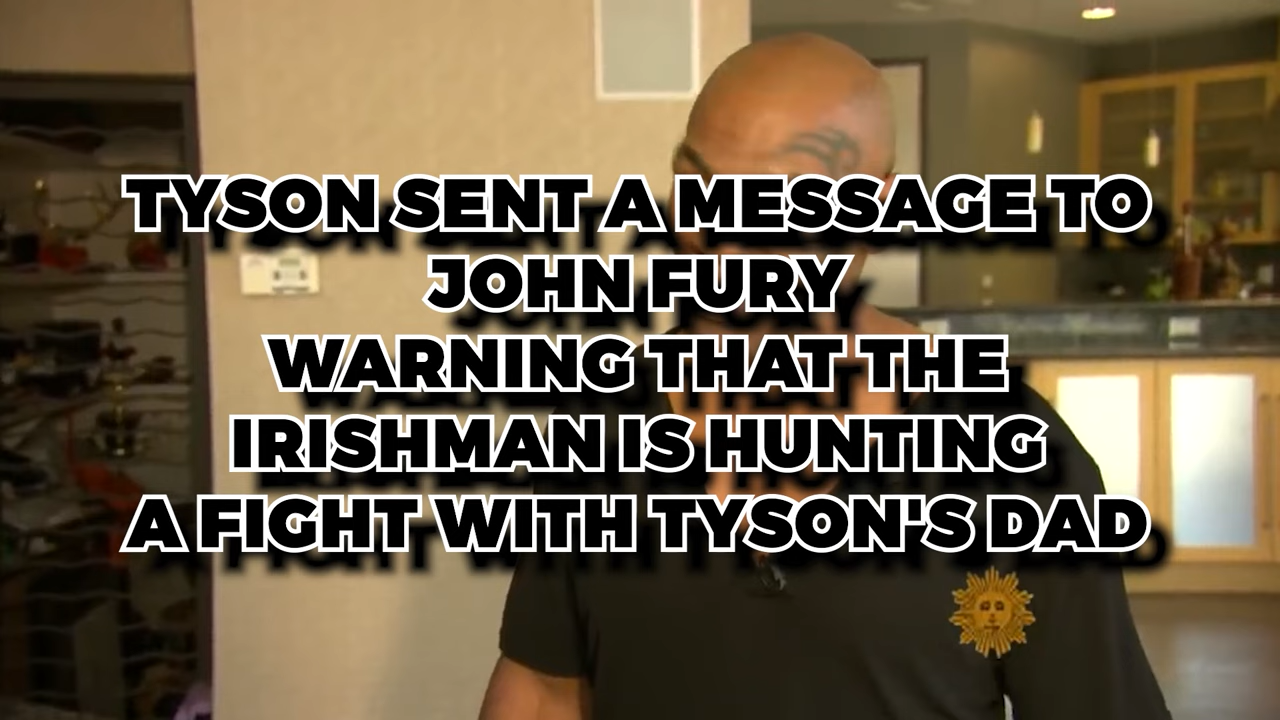 TYSON SENT A MESSAGE TO
JOHN FURY
WARNING THAT THE
IRISHMAN IS HUNTING
A FIGHT WITH TYSON'S DAD